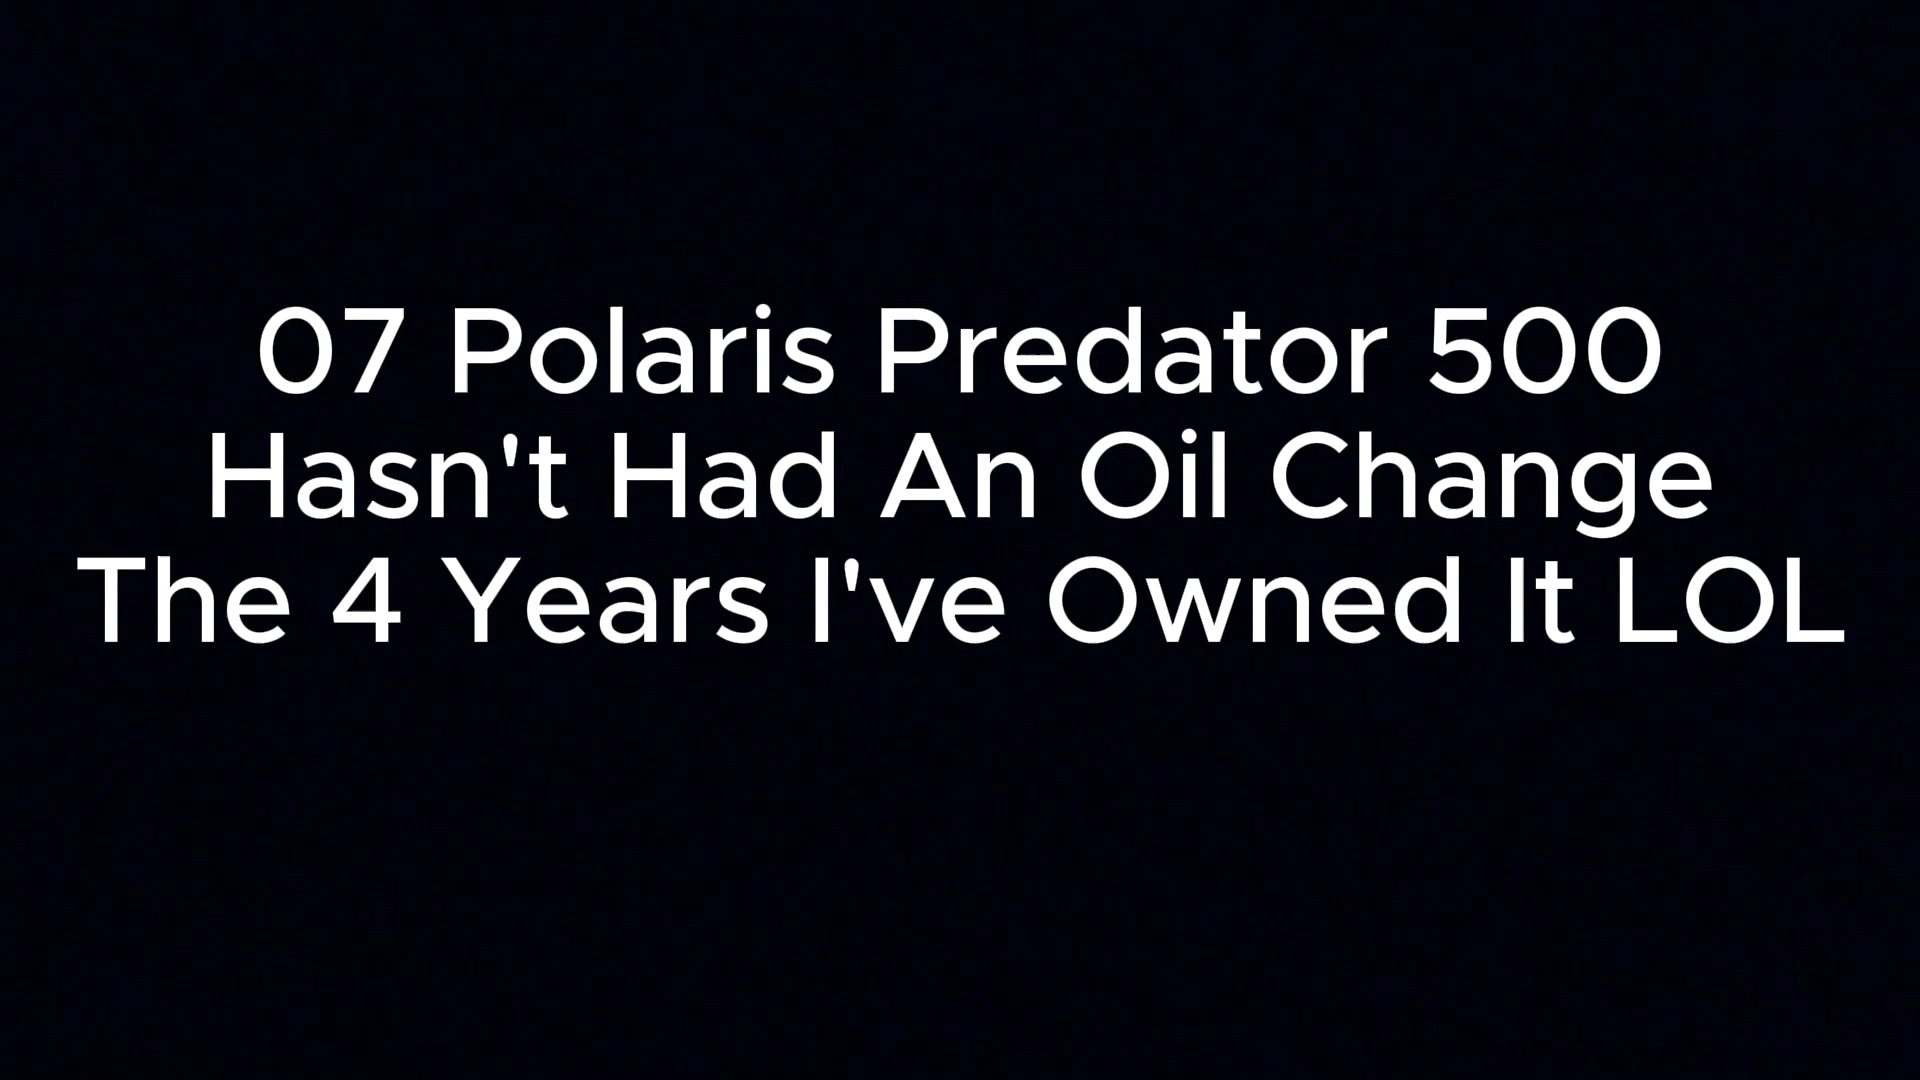 07 Polaris Predator 500
Hasn't Had An Oil Change
The 4 Years I've Owned It LOL